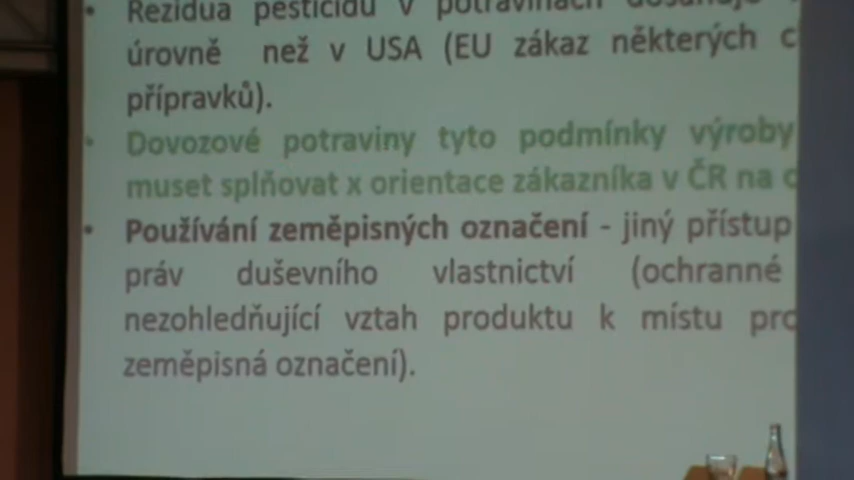 • Rezidua pesticidů v potravinách
úrovně než v USA (EU zákaz některých
přípravků).
• Dovozové potraviny tyto podmínky výroby
muset splňovat x orientace zákazníka v ČR na
• Používání zeměpisných označení - jiný přístup
práv duševního vlastnictví (ochranné
nezohledňující vztah produktu k místu
zeměpisná označení).